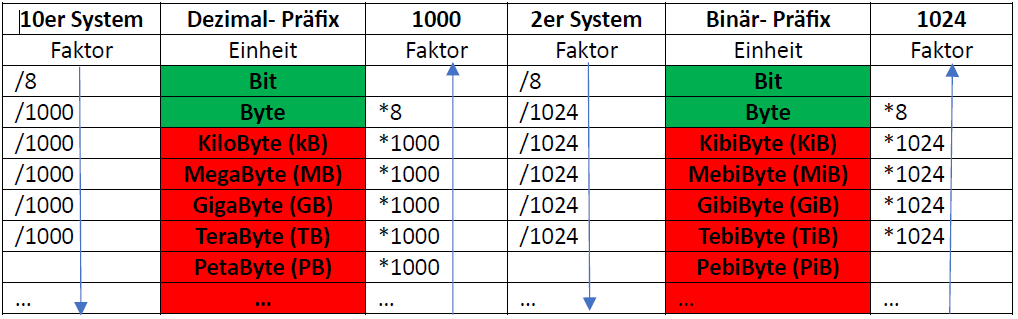 10er System Dezimal- Präfix 1000 2er System Binär- Präfix 1024
Faktor Einheit Faktor Faktor Einheit Faktor
/8 Bit /8 Bit
/1000 Byte *8 /1024 Byte *8
/1000 KiloByte (kB) *1000 /1024 KibiByte (KiB) *1024
/1000 MegaByte (MB) *1000 /1024 MebiByte (MiB) *1024
/1000 GigaByte (GB) *1000 /1024 GibiByte (GiB) *1024
/1000 TeraByte (TB) *1000 /1024 TebiByte (TiB) *1024
PetaByte (PB) *1000 PebiByte (PiB)
... ... ... ... ... ...